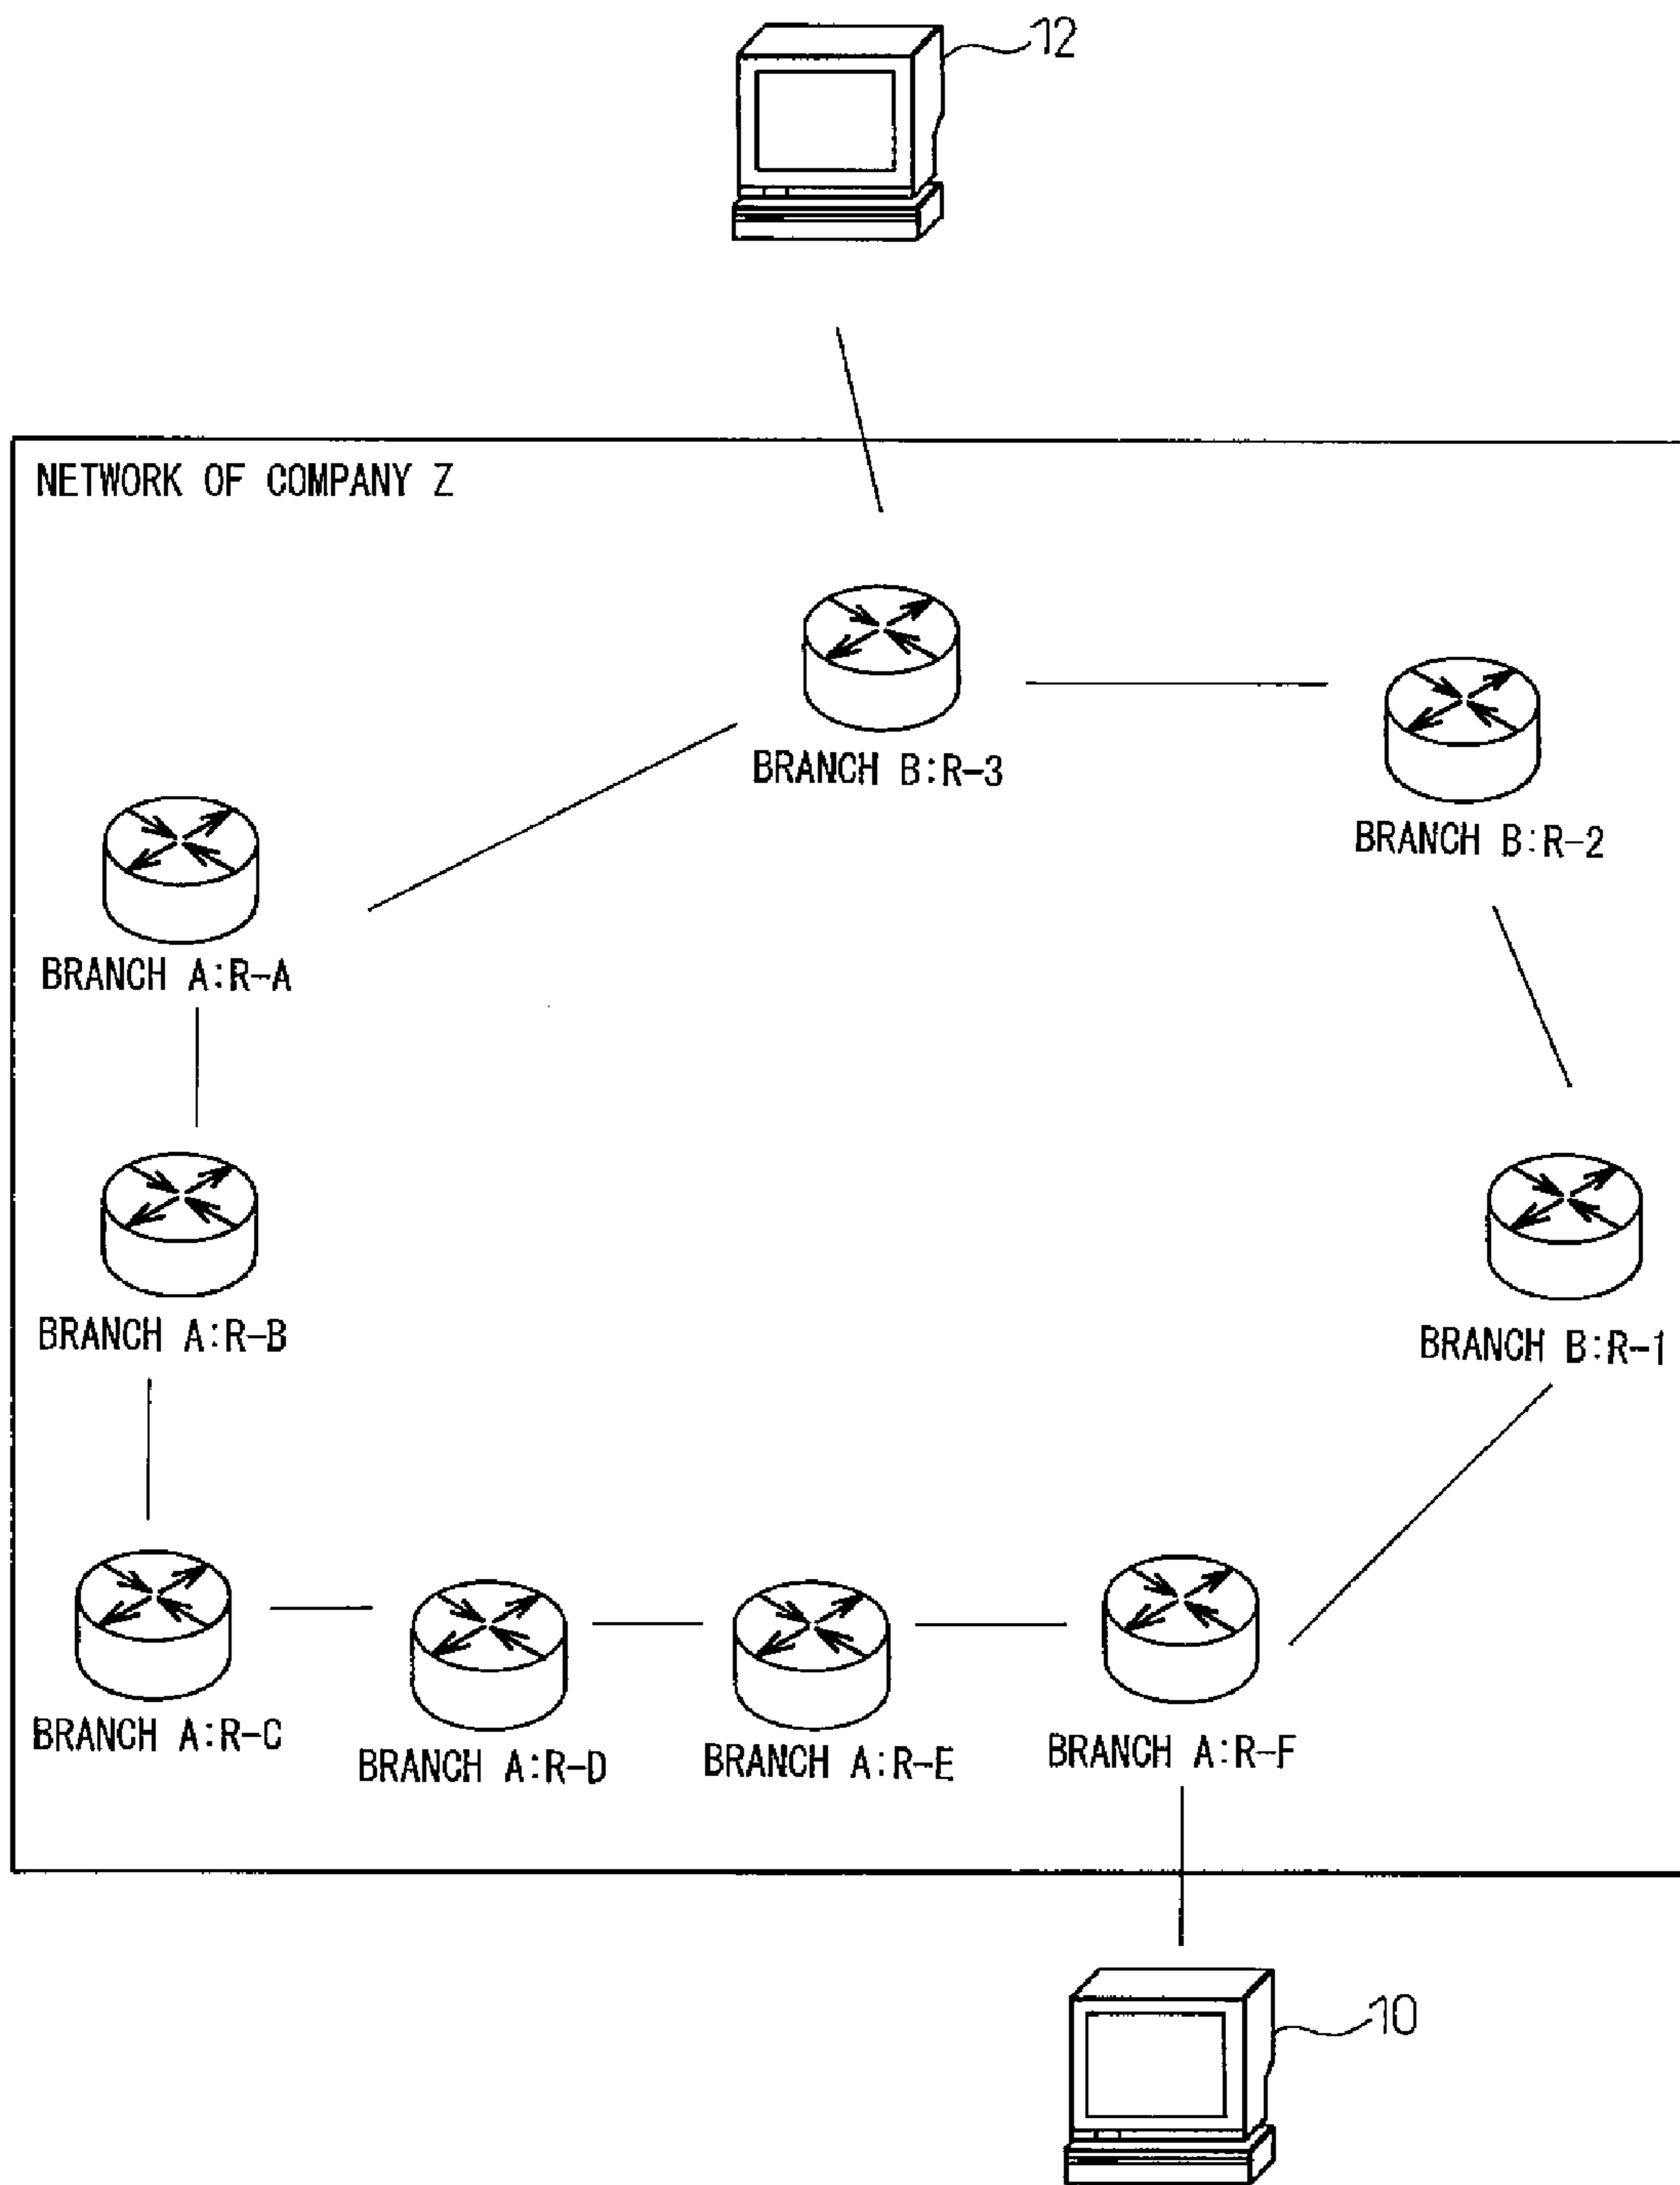 12
NETWORK OF COMPANY Z
BRANCH B:R-3
BRANCH B:R-2
BRANCH A:R-A
BRANCH A:R-B
BRANCH B:R-1
BRANCH A:R-C
BRANCH A:R-D
BRANCH A:R-E
BRANCH A:R-F
10